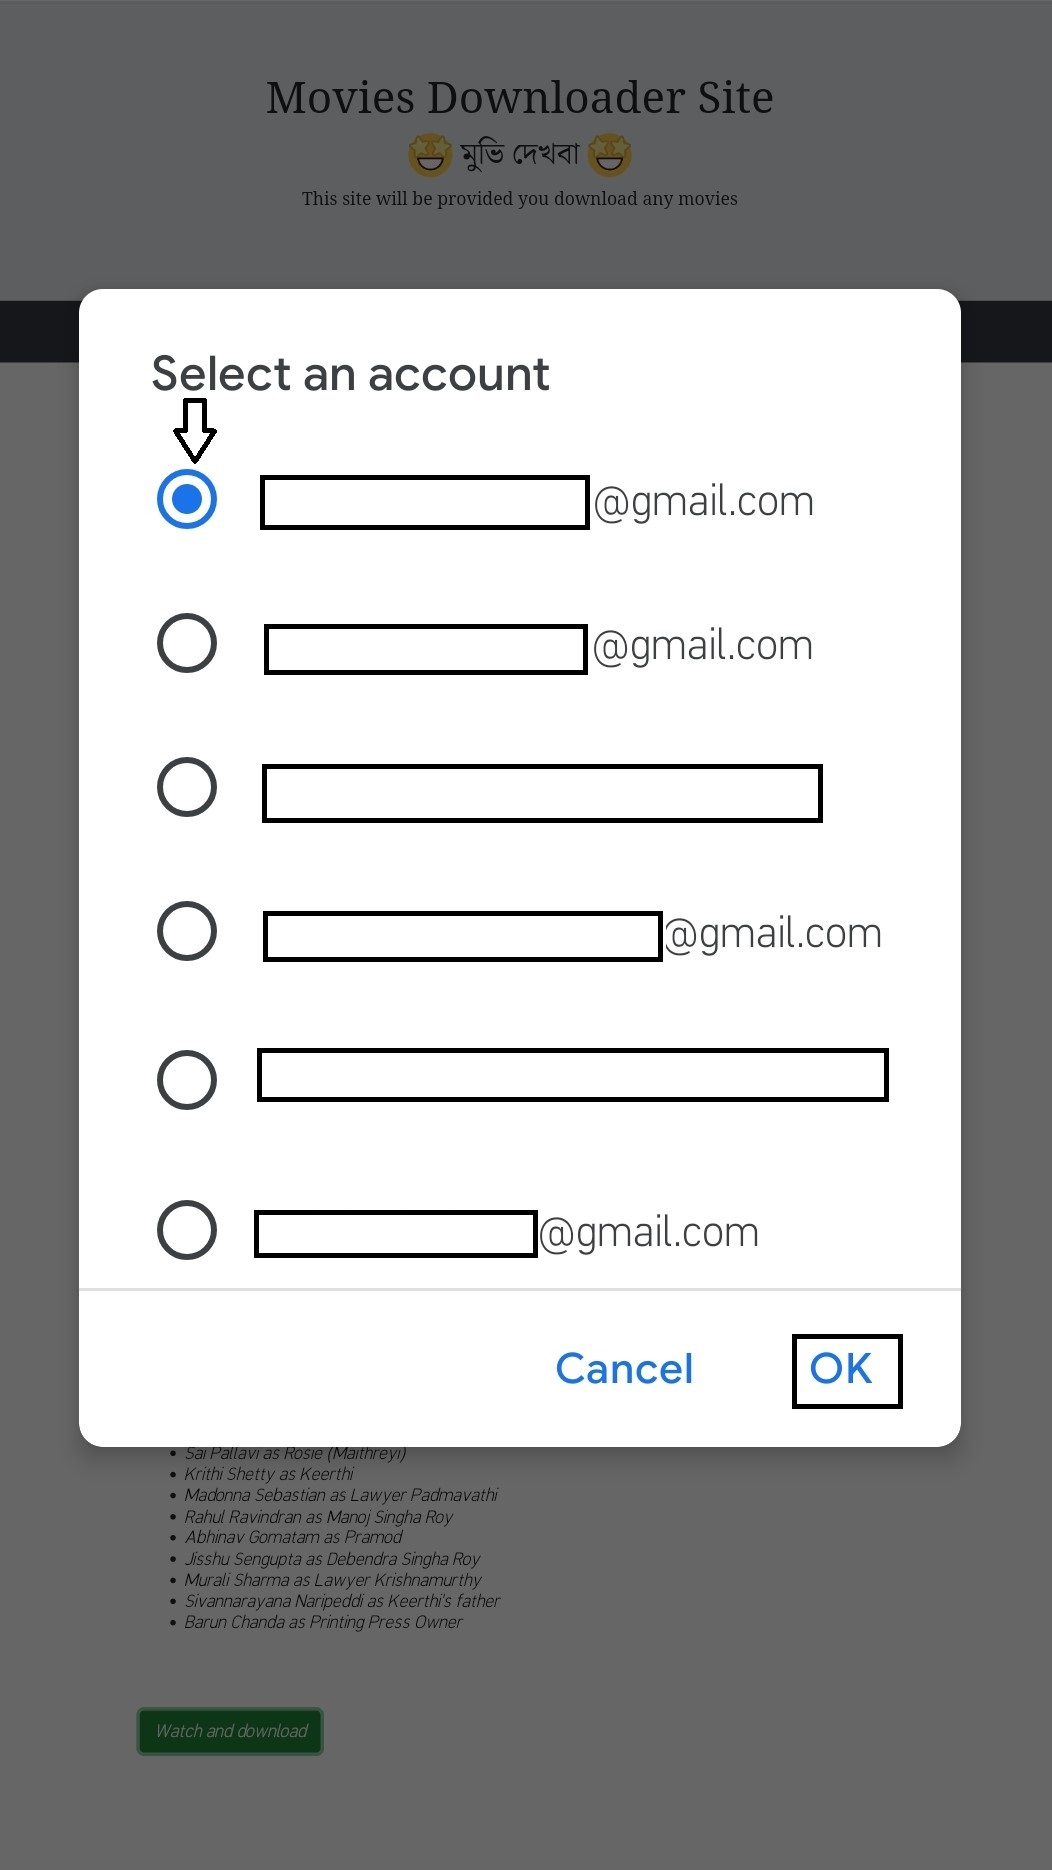 Movies Downloader Site
🤩 মুভি দেখবা 🤩
This site will be provided you download any movies
Select an account
@gmail.com
@gmail.com
@gmail.com
@gmail.com
Cancel OK
• Sai Pallavi as Rosie (Maithreyi)
• Krithi Shetty as Keerthi
• Madonna Sebastian as Lawyer Padmavathi
• Rahul Ravindran as Manoj Singha Roy
• Abhinav Gomatam as Pramod
• Jisshu Sengupta as Debendra Singha Roy
• Murali Sharma as Lawyer Krishnamurthy
• Sivannarayana Naripeddi as Keerthi's father
• Barun Chanda as Printing Press Owner
Watch and download